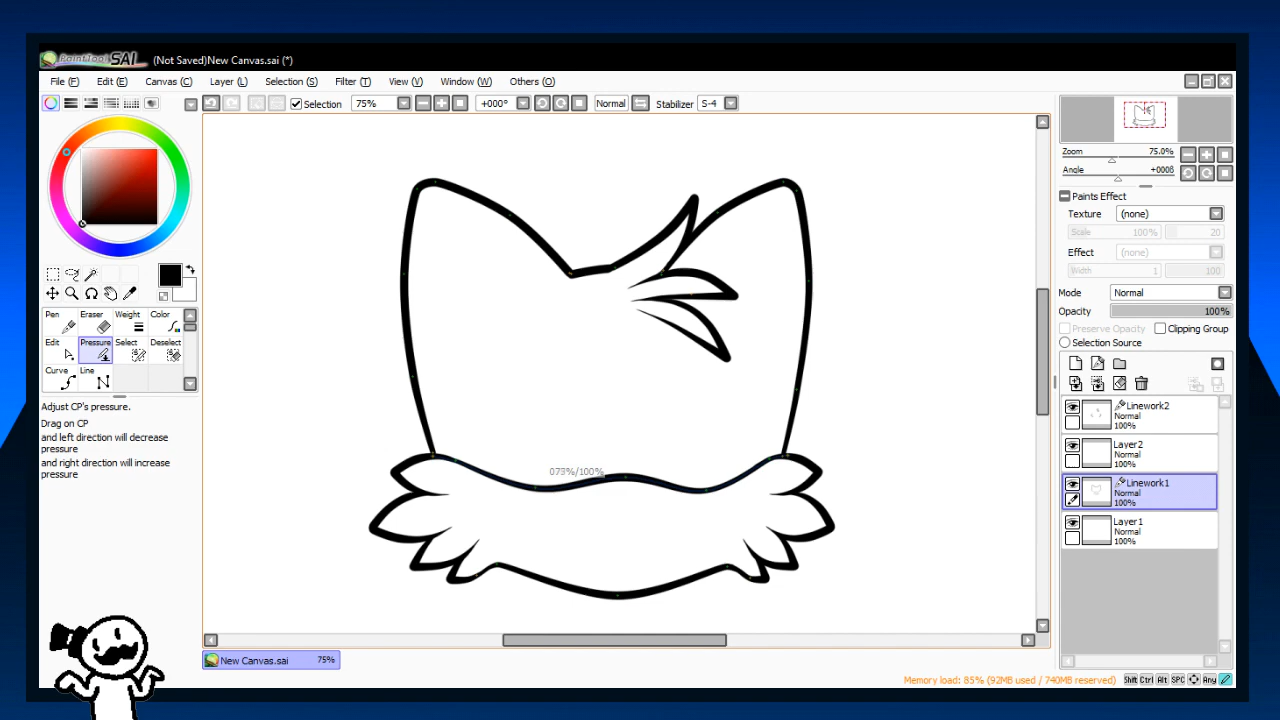 PaintTool SAI (Not Saved)New Canvas.sai (*)
File (F) Edit (E) Canvas (C) Layer (L) Selection (S) Filter (T) View (V) Window (W) Others (O)
Selection 75% +000° Normal Stabilizer S-4
Zoom 75.0%
Angle +0008
Paints Effect
Texture (none)
Scale 100% 20
Effect (none)
Width 1 100
Mode Normal
Opacity 100%
Preserve Opacity Clipping Group
Selection Source
Pen Eraser Weight Color
Edit Pressure Select Deselect
Curve Line
Adjust CP's pressure.
Drag on CP
and left direction will decrease
pressure
and right direction will increase
pressure
073%/100%
Linework2
Normal
100%
Layer2
Normal
100%
Linework1
Normal
100%
Layer1
Normal
100%
New Canvas.sai 75%
Memory load: 85% (92MB used / 740MB reserved) Shift Ctrl Alt SPC Any